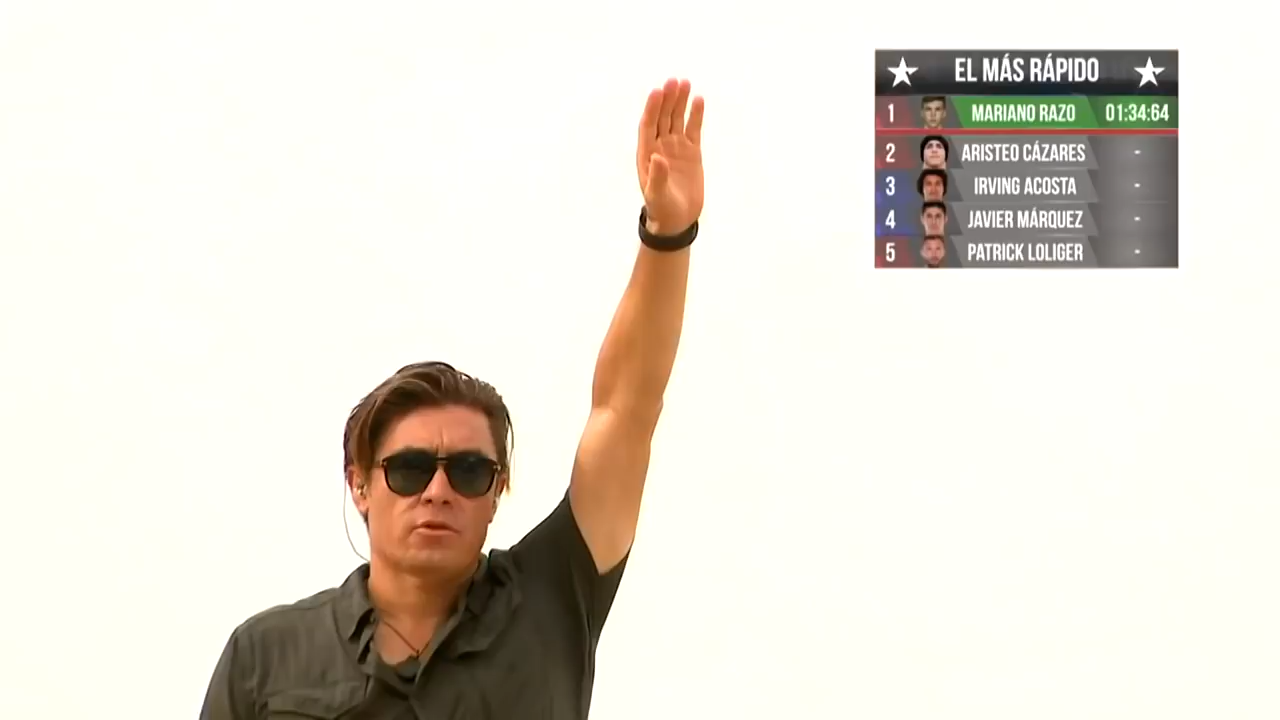 EL MÁS RÁPIDO
1 MARIANO RAZO 01:34:64
2 ARISTEO CÁZARES -
3 IRVING ACOSTA -
4 JAVIER MÁRQUEZ -
5 PATRICK LOLIGER -